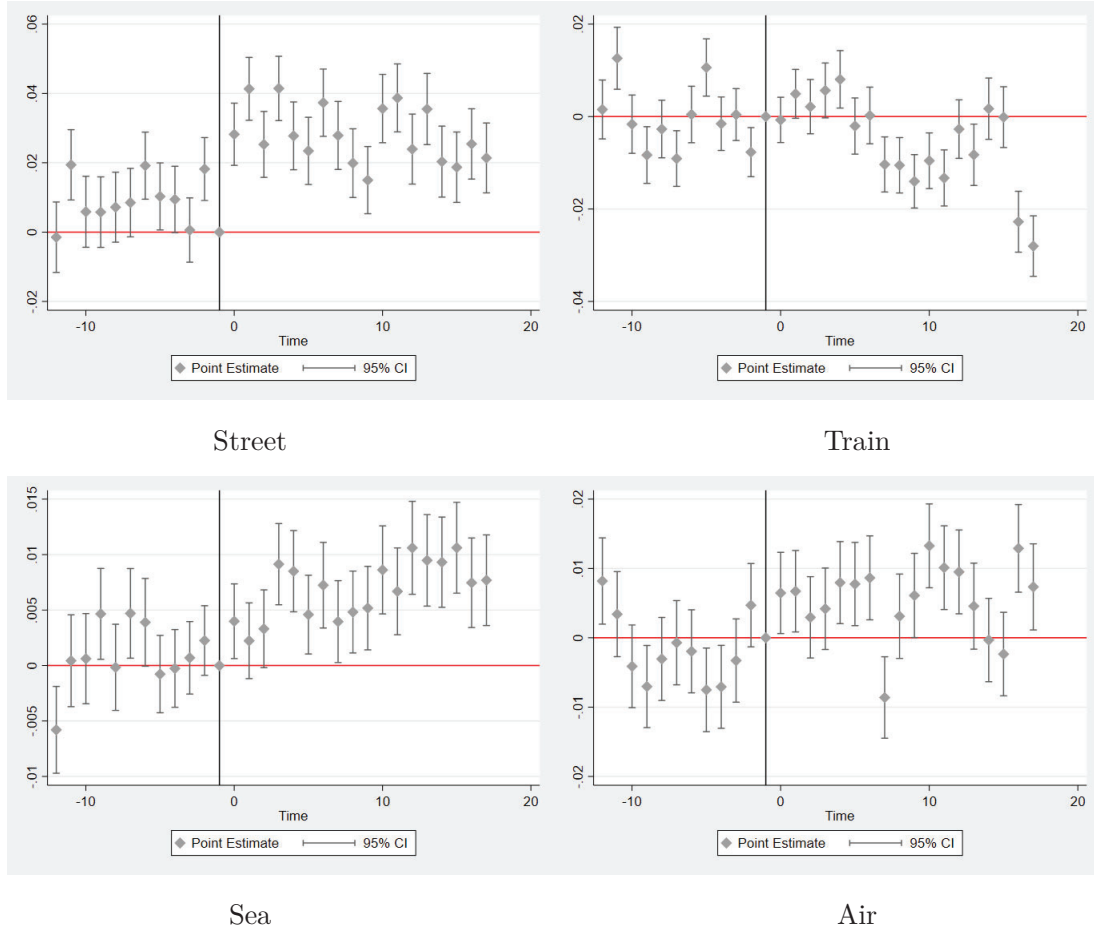 .06
.04
.02
0
-.02
-10 0 10 20
Time
Point Estimate 95% CI
Street
.02
0
-.02
-.04
-10 0 10 20
Time
Point Estimate 95% CI
Train
.015
.01
.005
0
-.005
-.01
-10 0 10 20
Time
Point Estimate 95% CI
Sea
.02
.01
0
-.01
-.02
-10 0 10 20
Time
Point Estimate 95% CI
Air